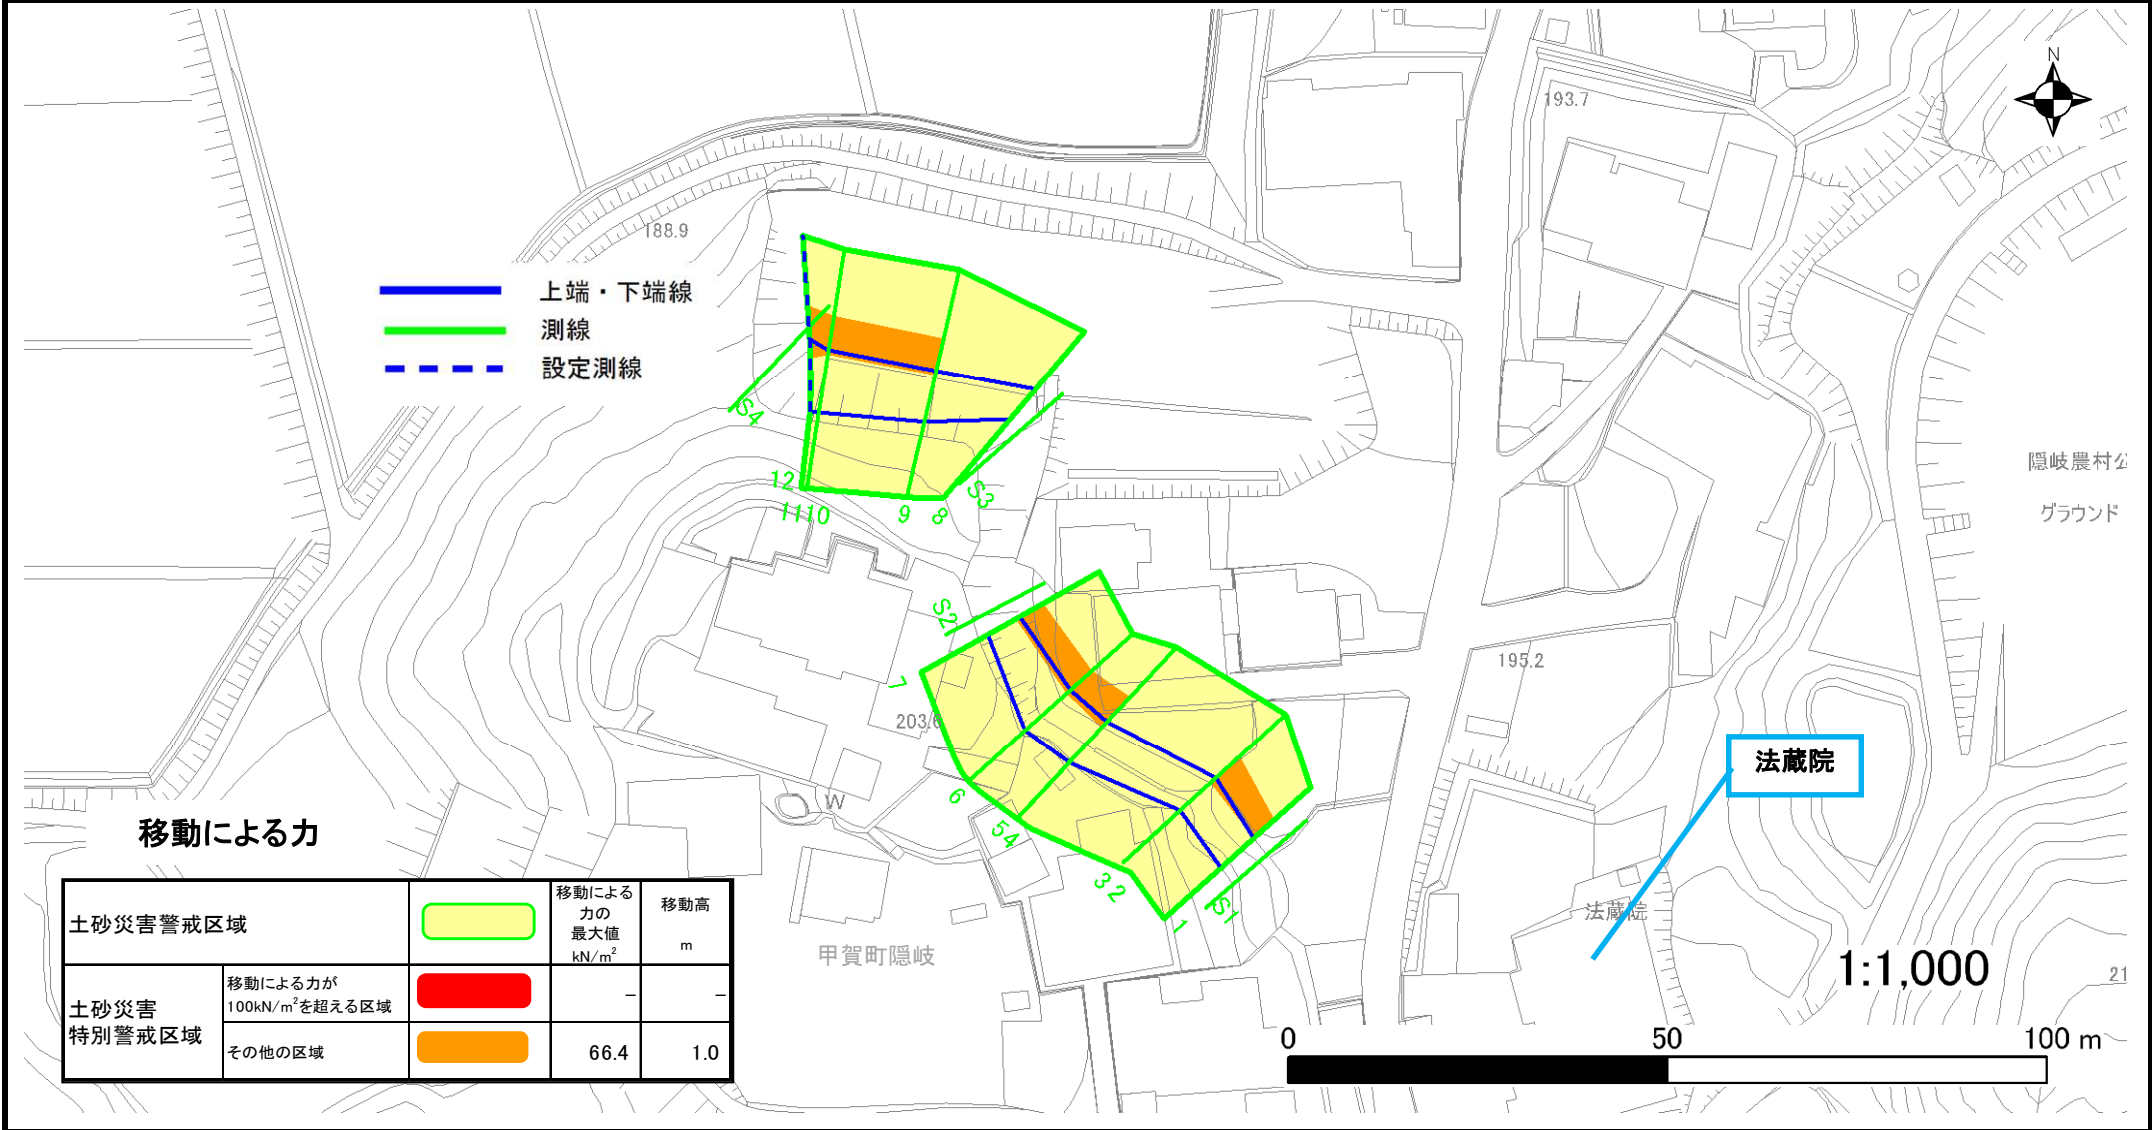 N
193.7
188.9
上端・下端線
測線
設定測線
S4
S3
12
1110
9
8
隠岐農村公
グラウンド
S2
7
203.6
195.2
6
54
32
1
S1
W
法蔵院
法蔵院
甲賀町隠岐
21
移動による力
土砂災害警戒区域
移動による
力の
最大値
kN/m²
移動高
m
土砂災害
特別警戒区域
移動による力が
100kN/m²を超える区域
－
－
その他の区域
66.4
1.0
1:1,000
0
50
100 m